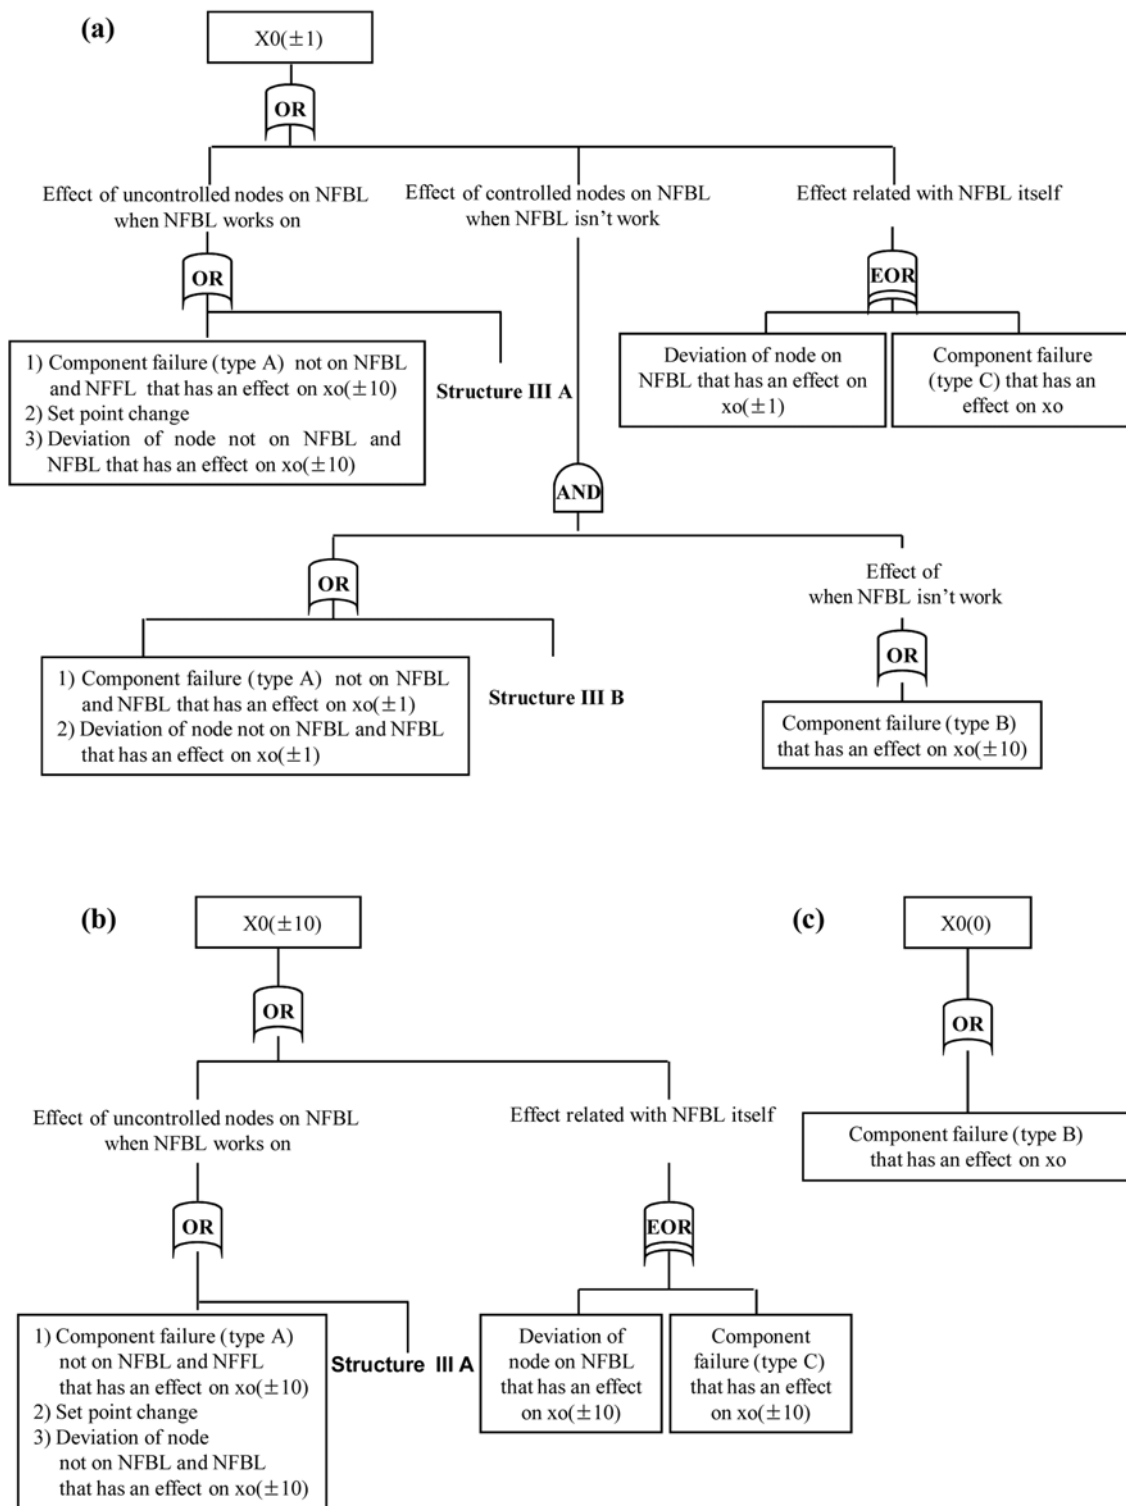 (a)
X0(±1)
OR
Effect of uncontrolled nodes on NFBL
when NFBL works on
Effect of controlled nodes on NFBL
when NFBL isn't work
Effect related with NFBL itself
OR
EOR
1) Component failure (type A) not on NFBL
and NFFL that has an effect on xo(±10)
2) Set point change
3) Deviation of node not on NFBL and
NFBL that has an effect on xo(±10)
Structure III A
Deviation of node on
NFBL that has an effect on
xo(±1)
Component failure
(type C) that has an
effect on xo
AND
OR
Effect of
when NFBL isn't work
OR
1) Component failure (type A) not on NFBL
and NFBL that has an effect on xo(±1)
2) Deviation of node not on NFBL and NFBL
that has an effect on xo(±1)
Structure III B
Component failure (type B)
that has an effect on xo(±10)
(b)
X0(±10)
OR
Effect of uncontrolled nodes on NFBL
when NFBL works on
Effect related with NFBL itself
OR
EOR
1) Component failure (type A)
not on NFBL and NFFL
that has an effect on xo(±10)
2) Set point change
3) Deviation of node
not on NFBL and NFBL
that has an effect on xo(±10)
Structure III A
Deviation of
node on NFBL
that has an effect
on xo(±10)
Component
failure (type C)
that has an effect
on xo(±10)
(c)
X0(0)
OR
Component failure (type B)
that has an effect on xo